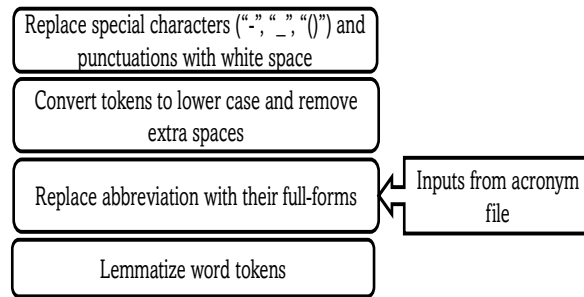 Replace special characters (“-”, “_”, “()”) and
punctuations with white space
Convert tokens to lower case and remove
extra spaces
Replace abbreviation with their full-forms
Inputs from acronym
file
Lemmatize word tokens